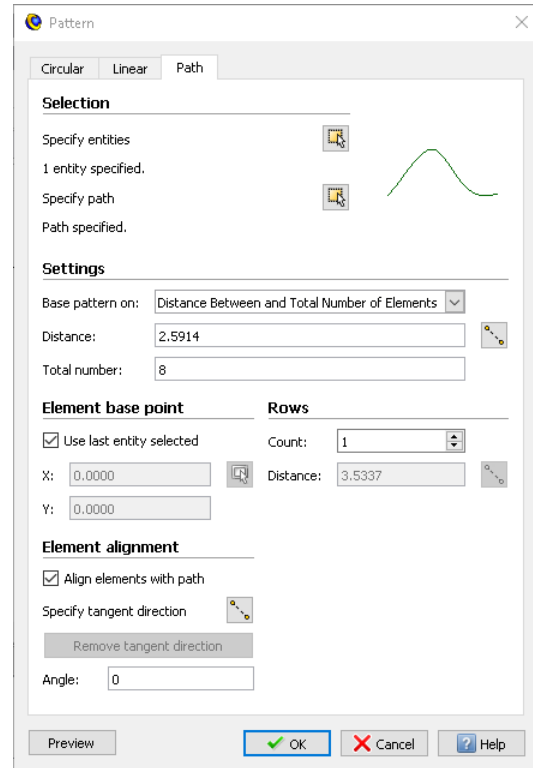 Pattern
Circular Linear Path
Selection
Specify entities
1 entity specified.
Specify path
Path specified.
Settings
Base pattern on: Distance Between and Total Number of Elements
Distance: 2.5914
Total number: 8
Element base point Rows
Use last entity selected Count: 1
X: 0.0000 Distance: 3.5337
Y: 0.0000
Element alignment
Align elements with path
Specify tangent direction
Remove tangent direction
Angle: 0
Preview OK Cancel Help